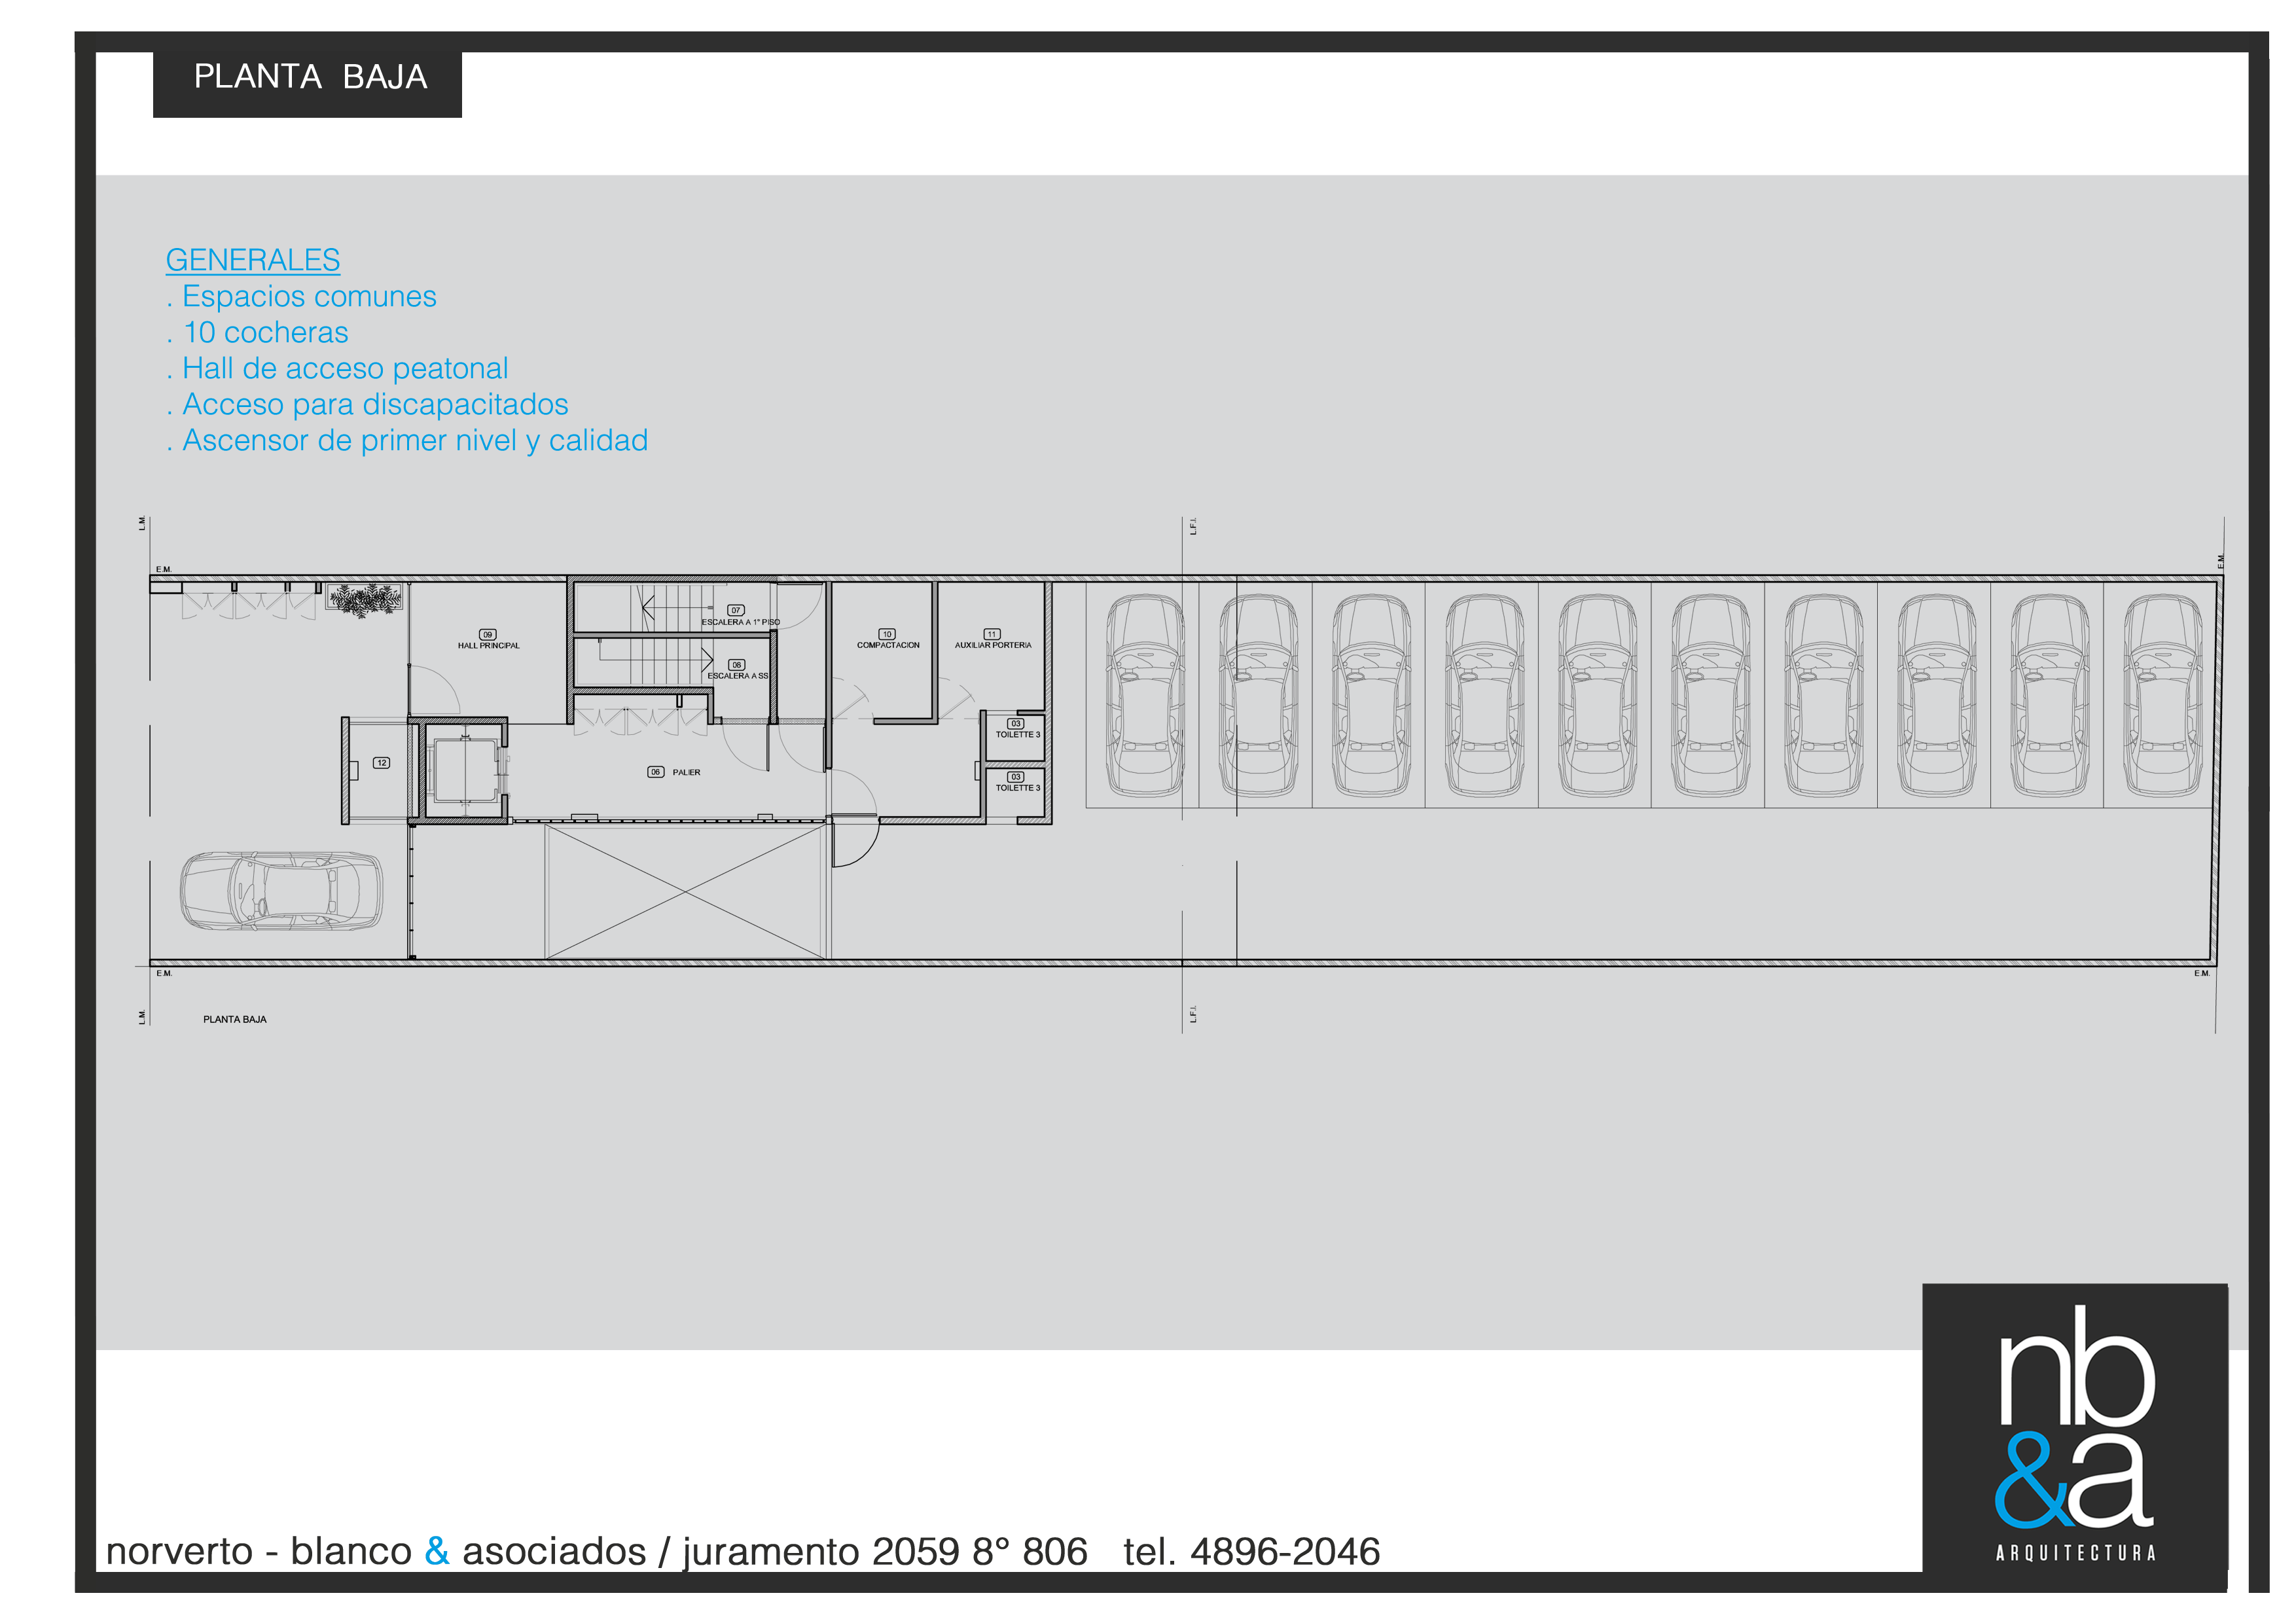 PLANTA BAJA
GENERALES
. Espacios comunes
. 10 cocheras
. Hall de acceso peatonal
. Acceso para discapacitados
. Ascensor de primer nivel y calidad
L.M.
L.F.I.
E.M.
E.M.
07
ESCALERA A 1° PISO
09
HALL PRINCIPAL
10
COMPACTACION
11
AUXILIAR PORTERIA
08
ESCALERA A SS
03
TOILETTE 3
12
06 PALIER
03
TOILETTE 3
E.M.
E.M.
L.M.
L.F.I.
PLANTA BAJA
nb
&a
ARQUITECTURA
norverto - blanco & asociados / juramento 2059 8° 806 tel. 4896-2046